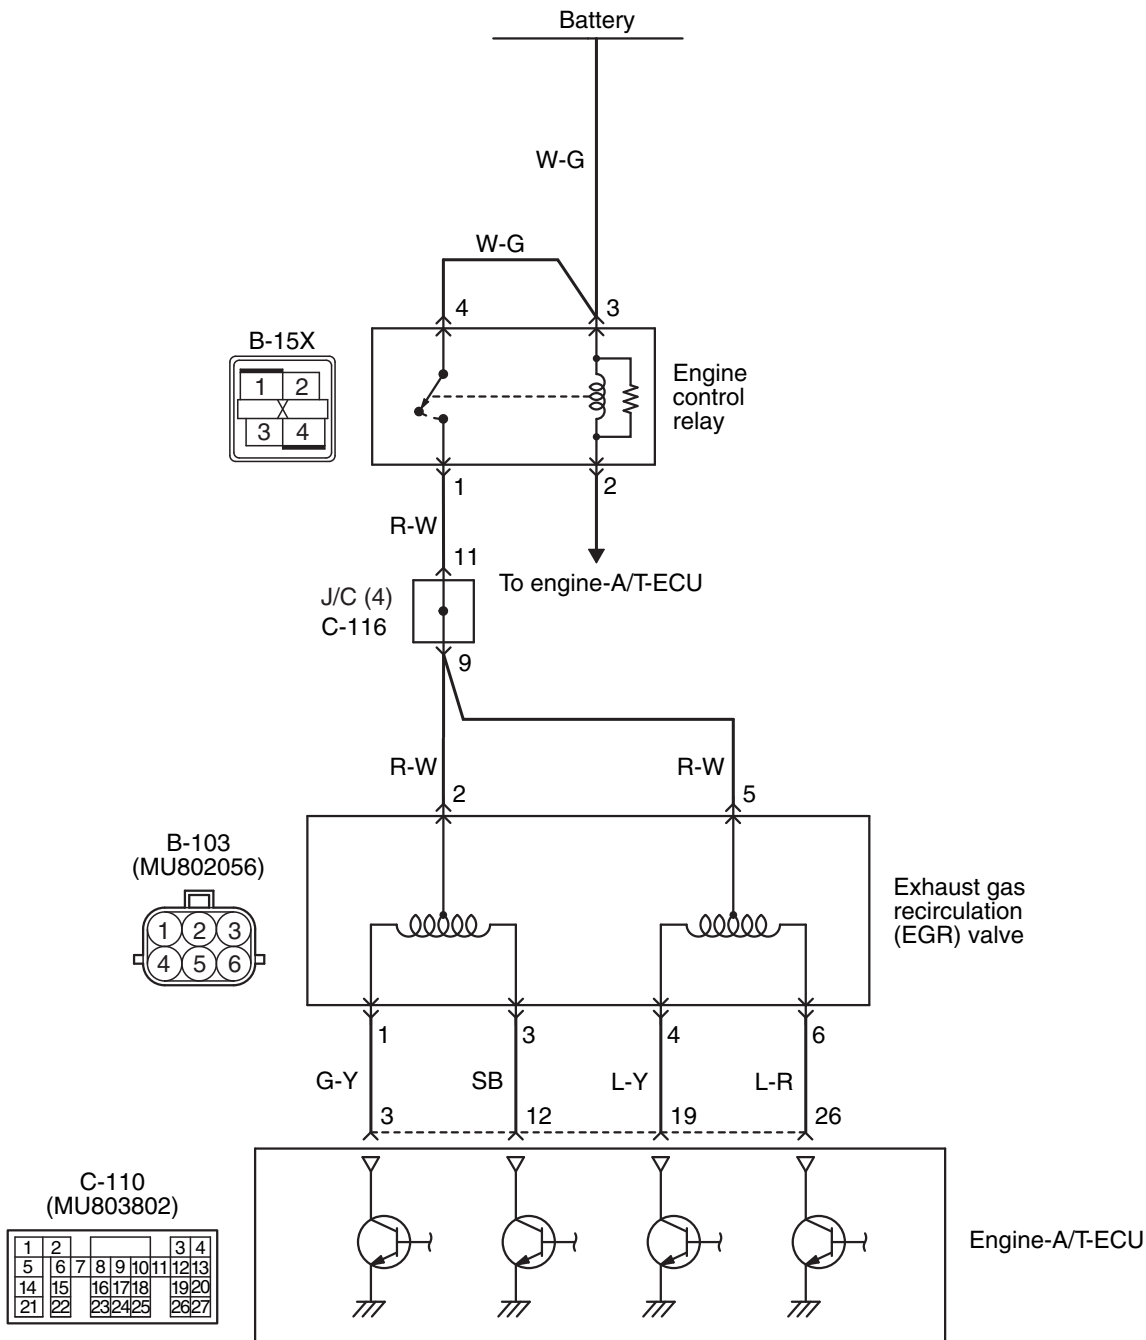 Battery
W-G
W-G
4
3
B-15X
1 2
X
3 4
Engine
control
relay
1
2
R-W
11
To engine-A/T-ECU
J/C (4)
C-116
9
R-W
R-W
2
5
B-103
(MU802056)
1 2 3
4 5 6
Exhaust gas
recirculation
(EGR) valve
1
3
4
6
G-Y
SB
L-Y
L-R
3
12
19
26
C-110
(MU803802)
1 2 3 4
5 6 7 8 9 10 11 12 13
14 15 16 17 18 19 20
21 22 23 24 25 26 27
Engine-A/T-ECU